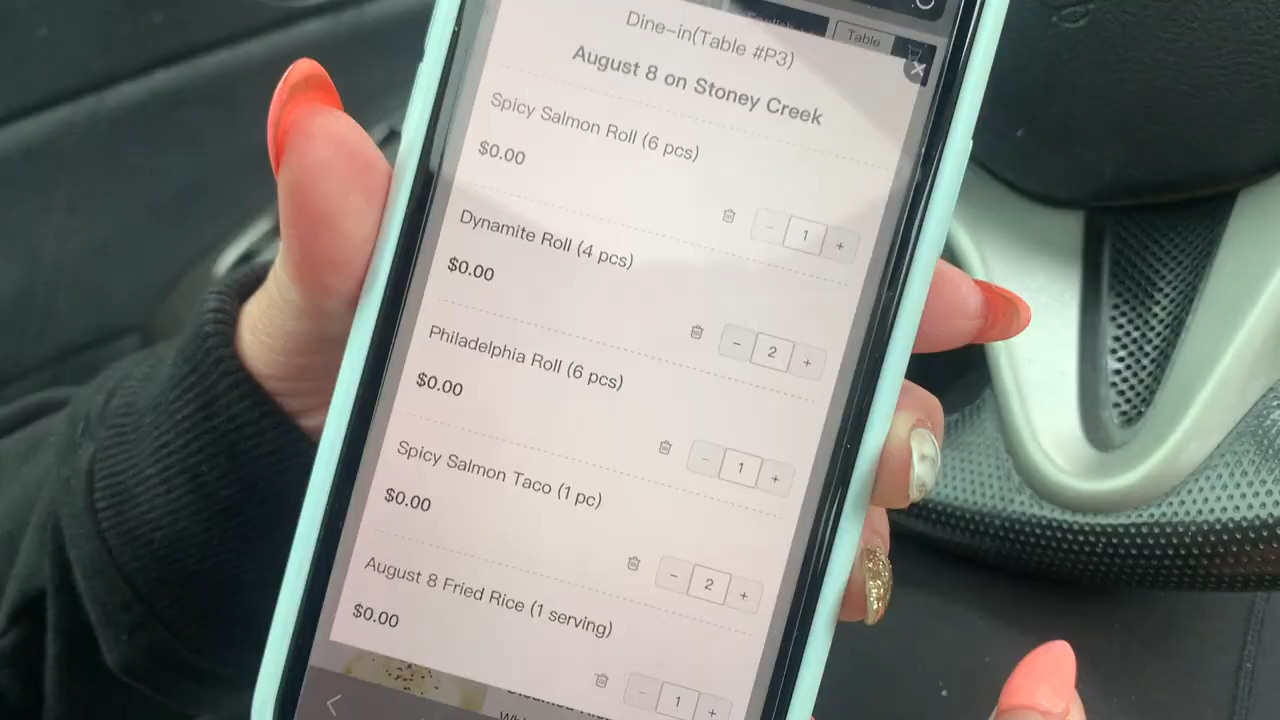 Table
Dine-in(Table #P3)
August 8 on Stoney Creek
Spicy Salmon Roll (6 pcs)
$0.00
- 1 +
Dynamite Roll (4 pcs)
$0.00
- 2 +
Philadelphia Roll (6 pcs)
$0.00
- 1 +
Spicy Salmon Taco (1 pc)
$0.00
- 2 +
August 8 Fried Rice (1 serving)
$0.00
- 1 +